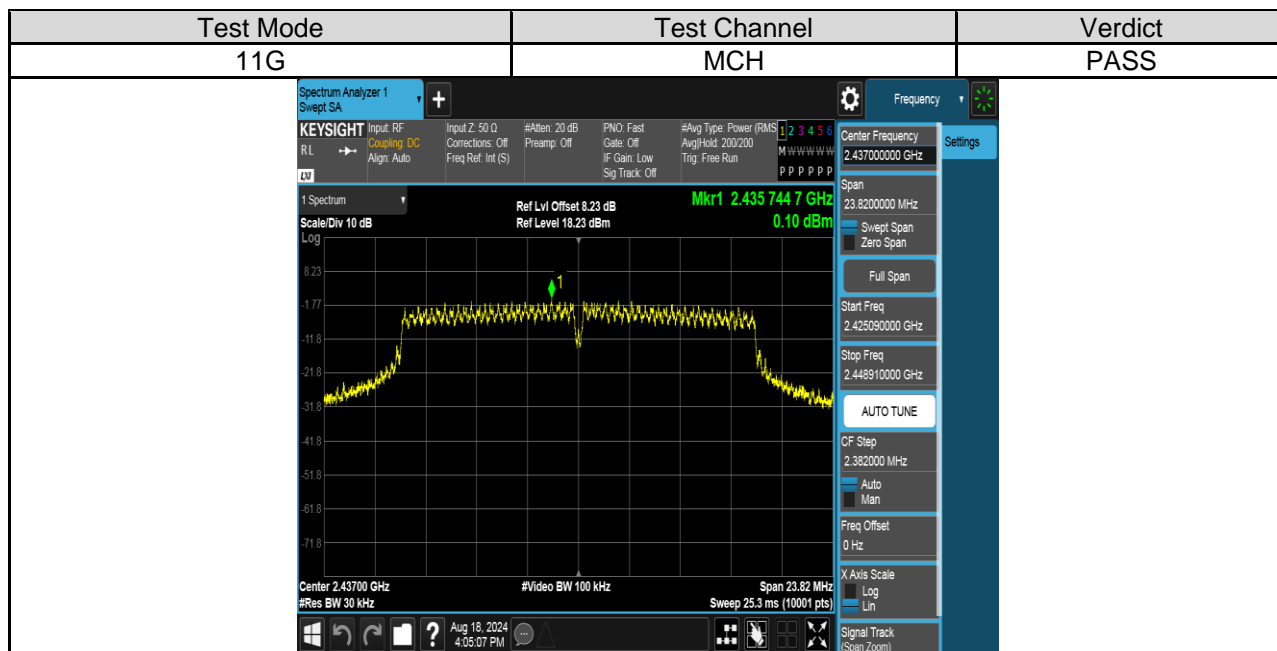 Test Mode Test Channel Verdict
11G MCH PASS
Spectrum Analyzer 1
Swept SA
+
Frequency
KEYSIGHT
RL
LXI
Input: RF
Coupling: DC
Align: Auto
Input Z: 50 Ω
Corrections: Off
Freq Ref: Int (S)
#Atten: 20 dB
Preamp: Off
PNO: Fast
Gate: Off
IF Gain: Low
Sig Track: Off
#Avg Type: Power (RMS
Avg|Hold: 200/200
Trig: Free Run
1 2 3 4 5 6
M W W W W W
P P P P P P
Settings
1 Spectrum
Scale/Div 10 dB
Log
Ref Lvl Offset 8.23 dB
Ref Level 18.23 dBm
Mkr1 2.435 744 7 GHz
0.10 dBm
1
8.23
-1.77
-11.8
-21.8
-31.8
-41.8
-51.8
-61.8
-71.8
Center 2.43700 GHz
#Res BW 30 kHz
#Video BW 100 kHz
Span 23.82 MHz
Sweep 25.3 ms (10001 pts)
Center Frequency
2.437000000 GHz
Span
23.8200000 MHz
Swept Span
Zero Span
Full Span
Start Freq
2.425090000 GHz
Stop Freq
2.448910000 GHz
AUTO TUNE
CF Step
2.382000 MHz
Auto
Man
Freq Offset
0 Hz
X Axis Scale
Log
Lin
Signal Track
(Span Zoom)
?
Aug 18, 2024
4:05:07 PM